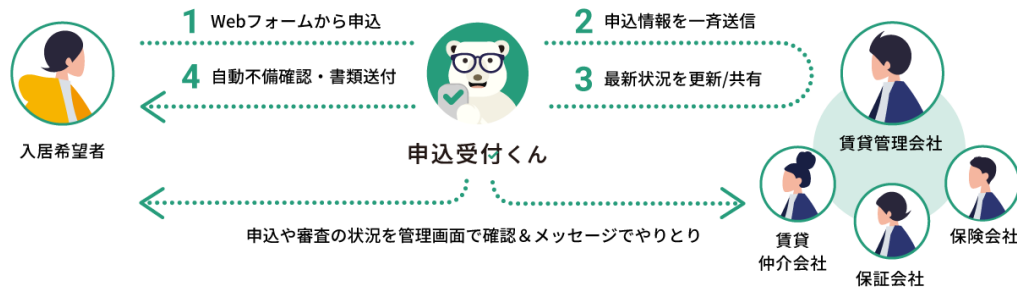 1 Webフォームから申込
2 申込情報を一斉送信
4 自動不備確認・書類送付
3 最新状況を更新/共有
入居希望者
申込受付くん
賃貸管理会社
申込や審査の状況を管理画面で確認＆メッセージでやりとり
賃貸
仲介会社
保証会社
保険会社